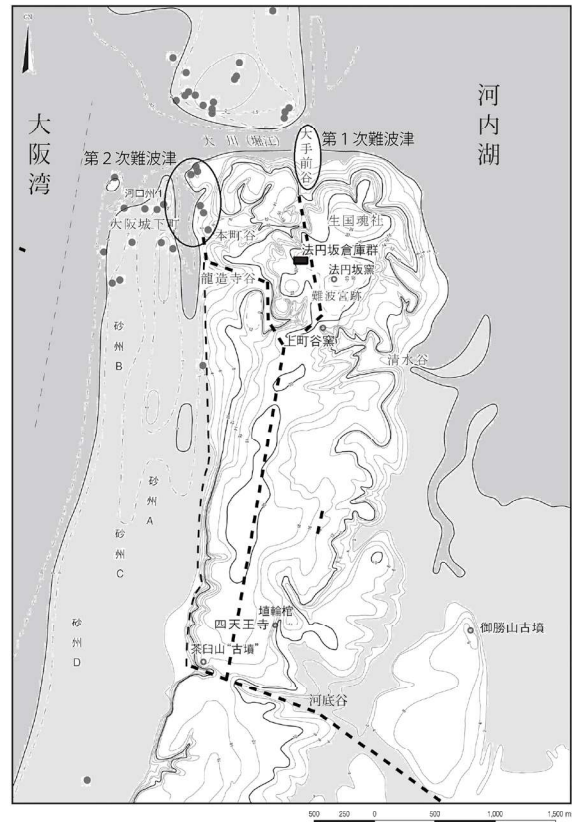 大阪湾
河内湖
大川(堀江)
大手前谷
第1次難波津
第2次難波津
河口州1
大阪城下町
本町谷
生国魂社
法円坂倉庫群
法円坂窯
龍造寺谷
難波宮跡
上町谷窯
清水谷
砂州B
砂州A
砂州C
砂州D
埴輪棺
四天王寺
御勝山古墳
茶臼山“古墳”
河底谷
500 250 0 500 1,000 1,500 m